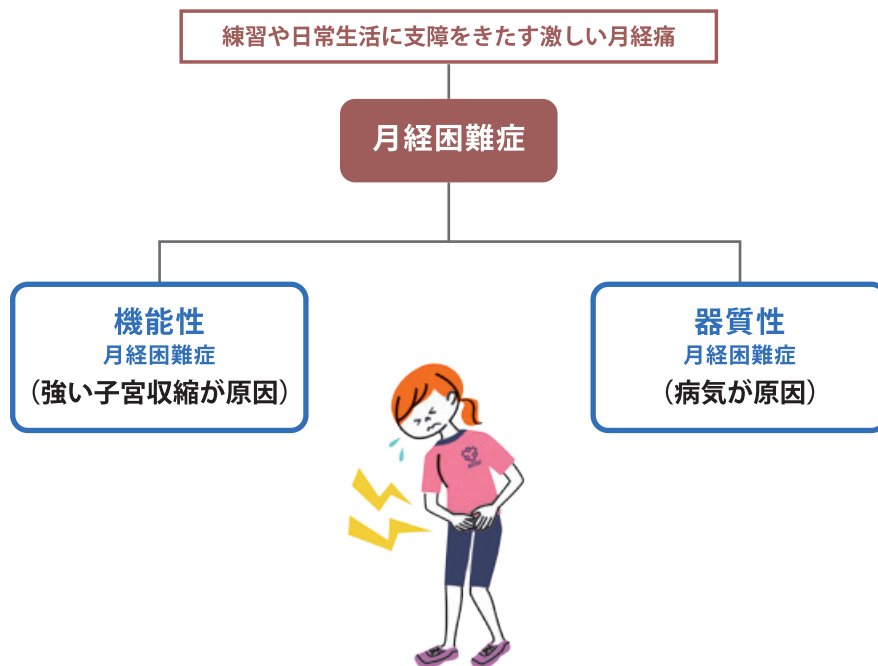 練習や日常生活に支障をきたす激しい月経痛
月経困難症
機能性
月経困難症
（強い子宮収縮が原因）
器質性
月経困難症
（病気が原因）